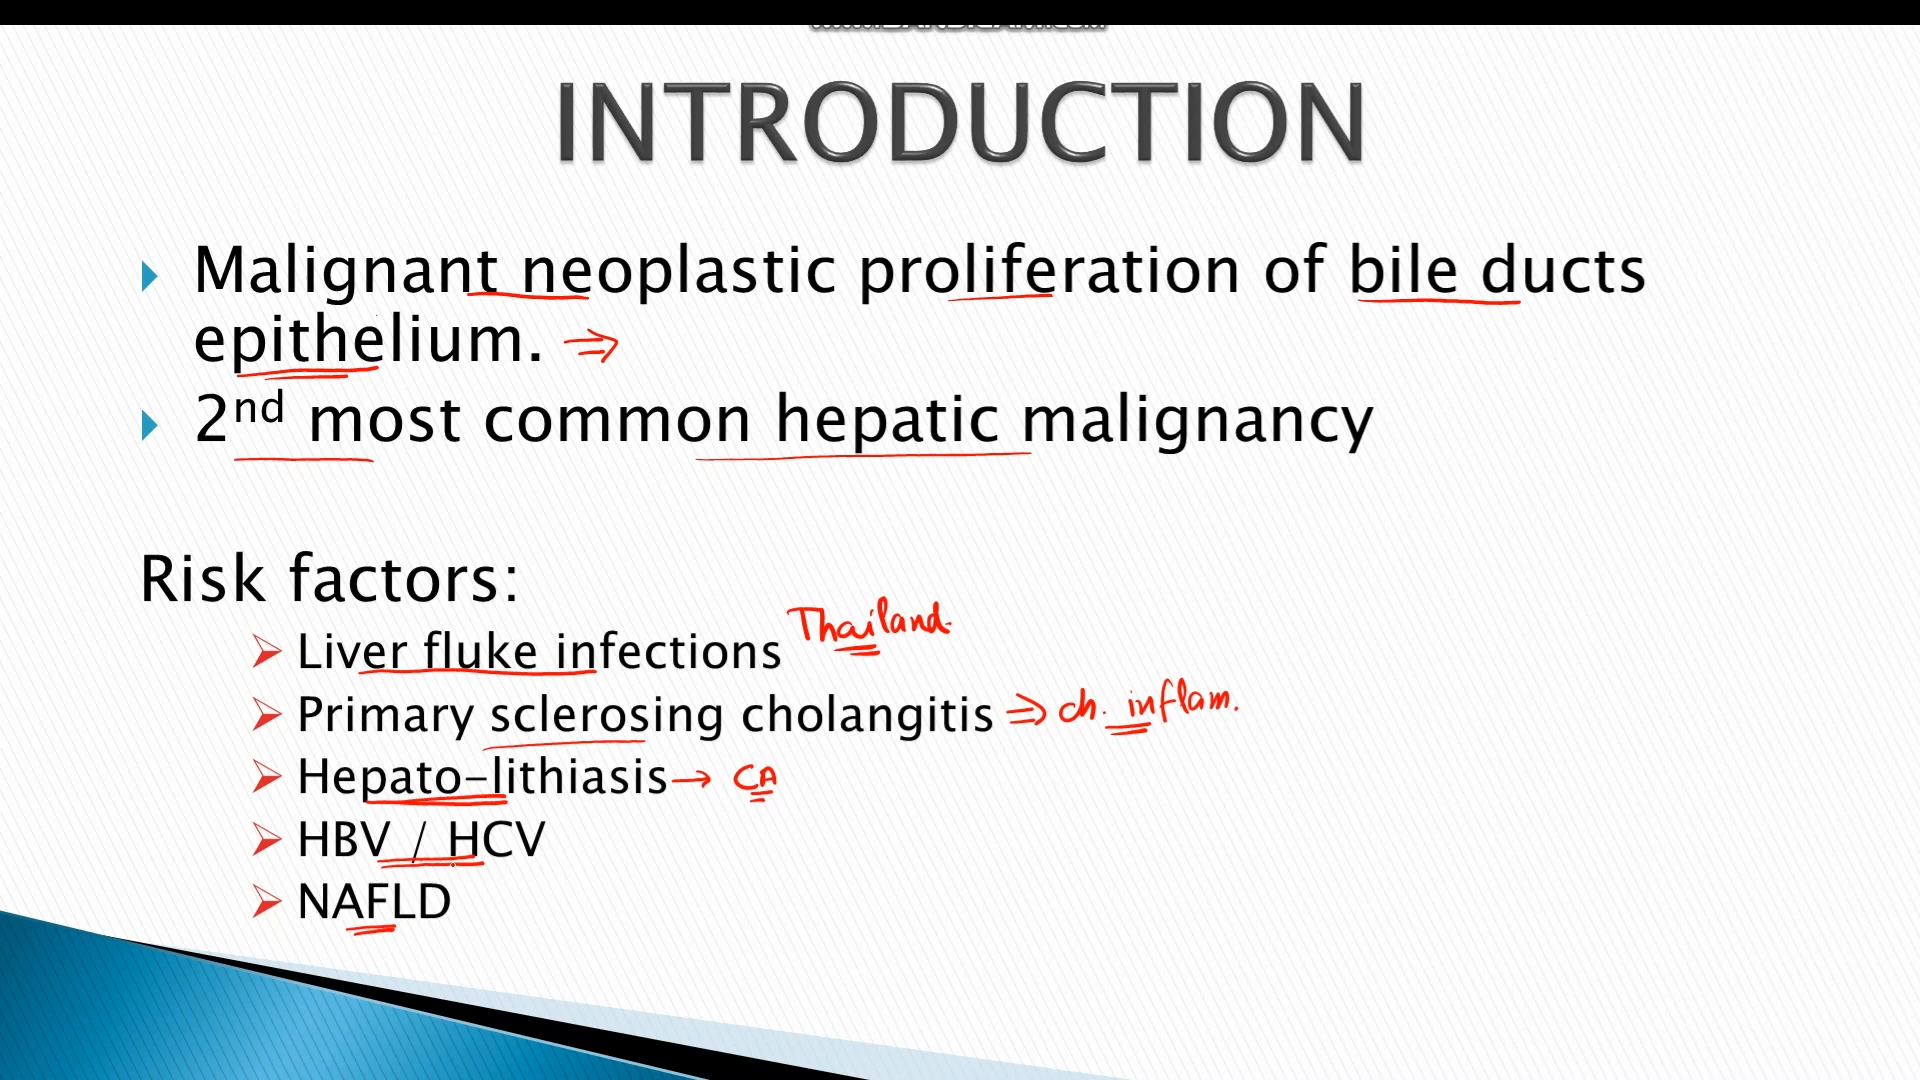 INTRODUCTION
Malignant neoplastic proliferation of bile ducts
epithelium. ⇒
2nd most common hepatic malignancy
Risk factors:
Liver fluke infections Thailand.
Primary sclerosing cholangitis ⇒ ch. inflam.
Hepato-lithiasis → CA
HBV / HCV
NAFLD